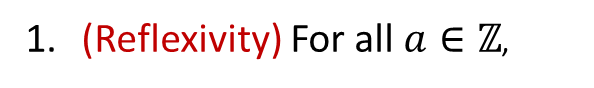 1. (Reflexivity) For all 𝑎 ∈ ℤ,